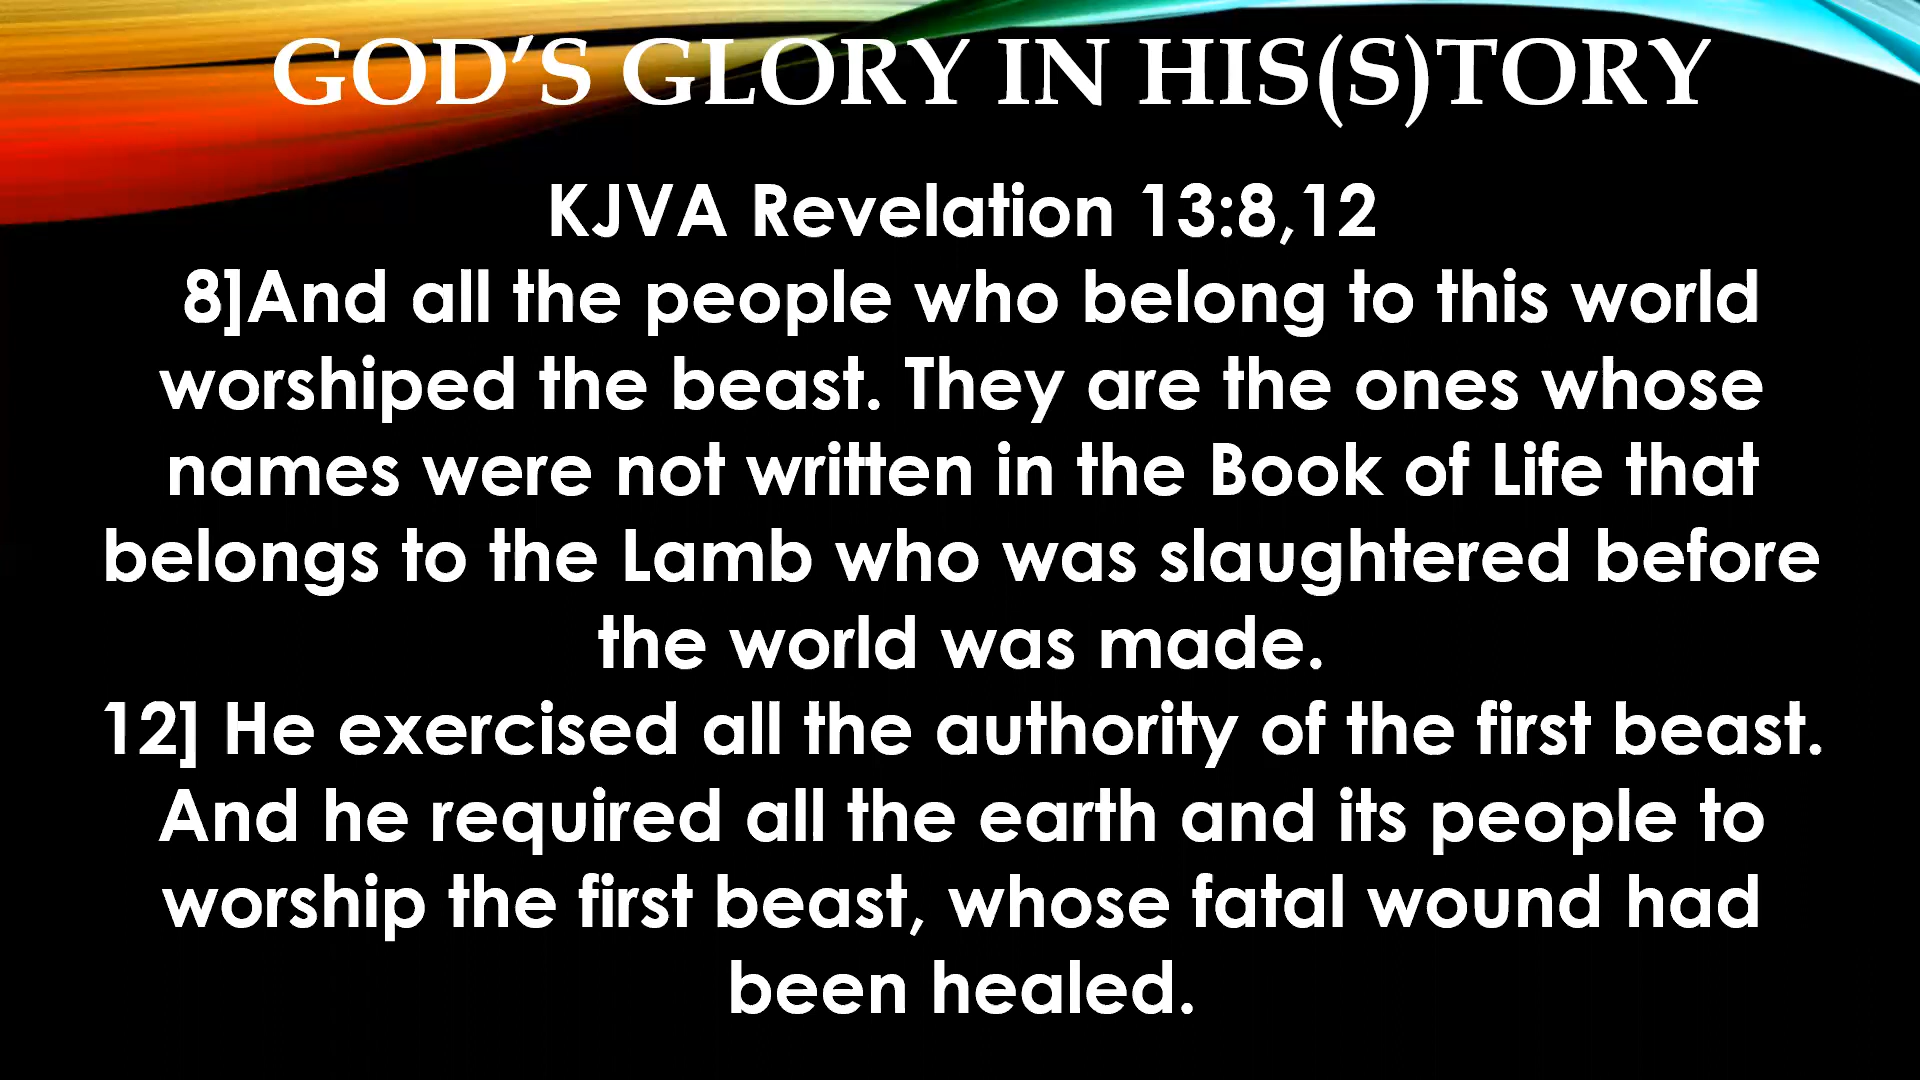 GOD’S GLORY IN HIS(S)TORY
KJVA Revelation 13:8,12
8]And all the people who belong to this world
worshiped the beast. They are the ones whose
names were not written in the Book of Life that
belongs to the Lamb who was slaughtered before
the world was made.
12] He exercised all the authority of the first beast.
And he required all the earth and its people to
worship the first beast, whose fatal wound had
been healed.